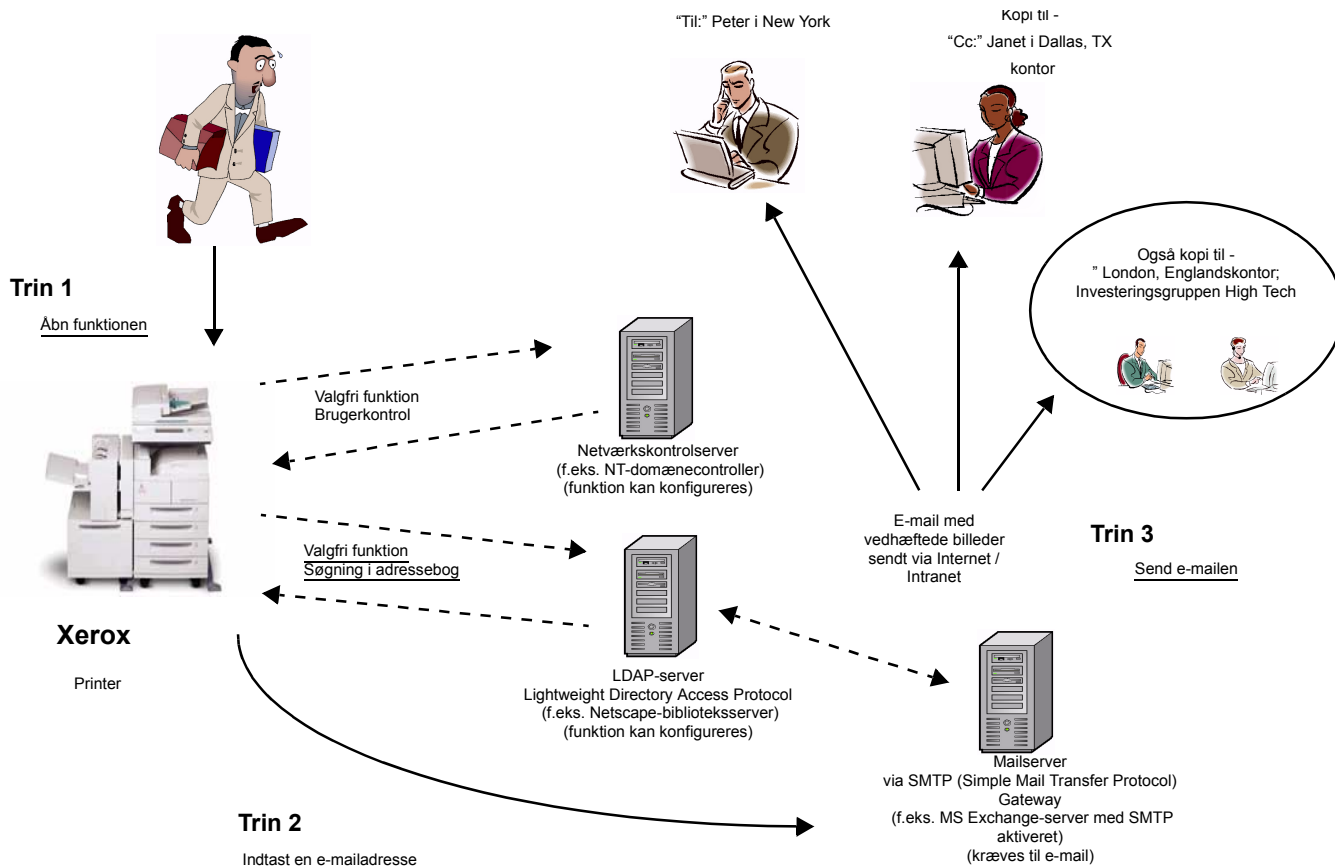 “Til:” Peter i New York
Kopi til -
“Cc:” Janet i Dallas, TX
kontor
Også kopi til -
” London, Englandskontor;
Investeringsgruppen High Tech
Trin 1
Åbn funktionen
Valgfri funktion
Brugerkontrol
Netværkskontrolserver
(f.eks. NT-domænecontroller)
(funktion kan konfigureres)
E-mail med
vedhæftede billeder
sendt via Internet /
Intranet
Trin 3
Send e-mailen
Valgfri funktion
Søgning i adressebog
Xerox
Printer
LDAP-server
Lightweight Directory Access Protocol
(f.eks. Netscape-biblioteksserver)
(funktion kan konfigureres)
Mailserver
via SMTP (Simple Mail Transfer Protocol)
Gateway
(f.eks. MS Exchange-server med SMTP
aktiveret)
(kræves til e-mail)
Trin 2
Indtast en e-mailadresse